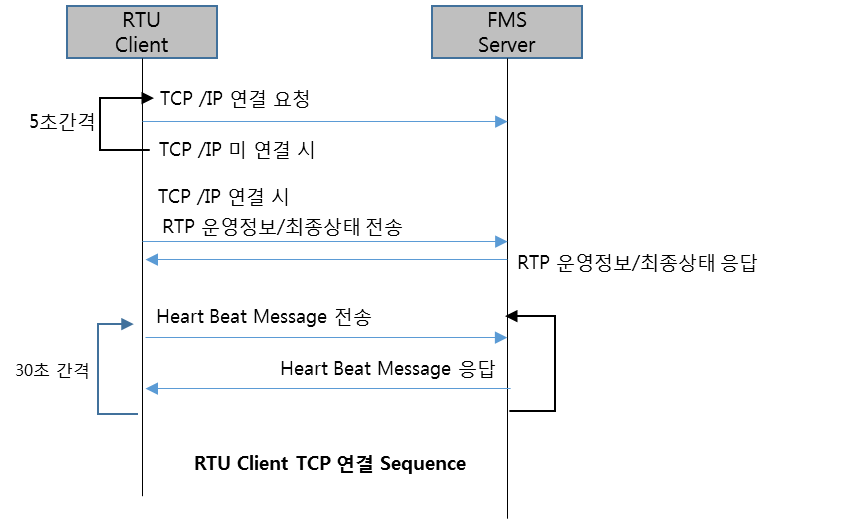 RTU
Client
FMS
Server
TCP /IP 연결 요청
5초간격
TCP /IP 미 연결 시
TCP /IP 연결 시
RTP 운영정보/최종상태 전송
RTP 운영정보/최종상태 응답
Heart Beat Message 전송
30초 간격
Heart Beat Message 응답
RTU Client TCP 연결 Sequence